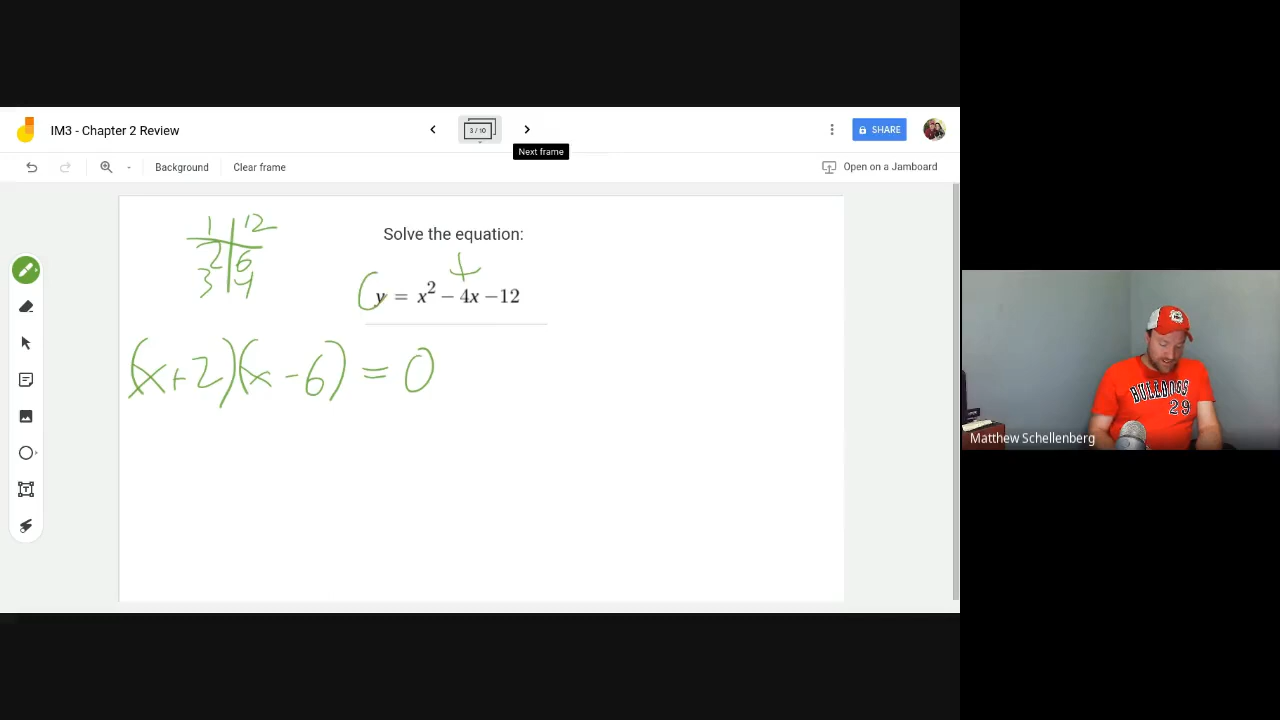 IM3 - Chapter 2 Review
3 / 10
SHARE
Next frame
Background
Clear frame
Open on a Jamboard
1 12
2 6
3 4
Solve the equation:
y = x² − 4x −12
(x+2)(x-6) = 0
BULLDOGS
29
Matthew Schellenberg